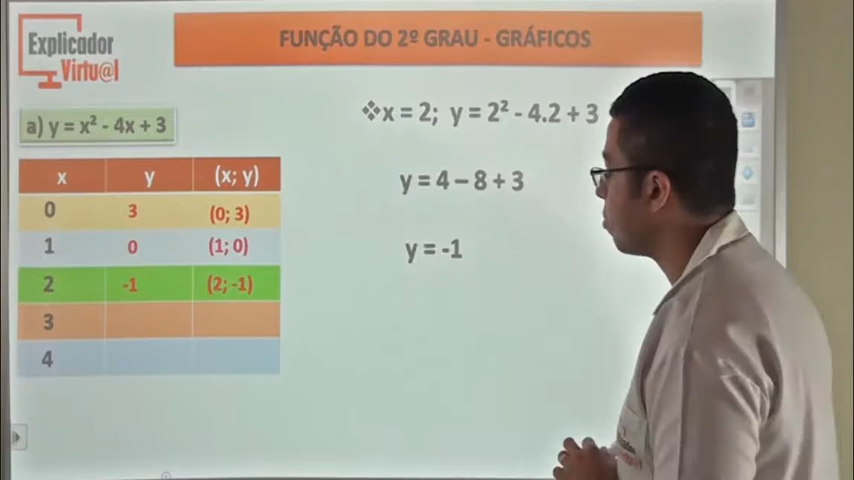 Explicador
Virtu@l
FUNÇÃO DO 2º GRAU - GRÁFICOS
a) y = x² - 4x + 3
❖x = 2; y = 2² - 4.2 + 3
y = 4 – 8 + 3
y = -1
x y (x; y)
0 3 (0; 3)
1 0 (1; 0)
2 -1 (2; -1)
3
4